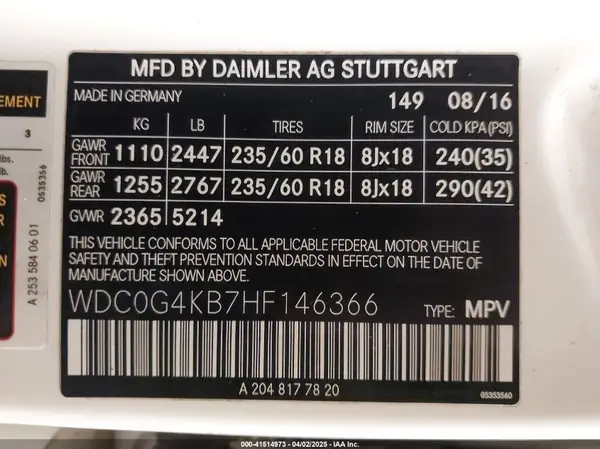 MFD BY DAIMLER AG STUTTGART
MADE IN GERMANY 149 08/16
KG LB TIRES RIM SIZE COLD KPA(PSI)
GAWR FRONT 1110 2447 235/60 R18 8Jx18 240(35)
GAWR REAR 1255 2767 235/60 R18 8Jx18 290(42)
GVWR 2365 5214
THIS VEHICLE CONFORMS TO ALL APPLICABLE FEDERAL MOTOR VEHICLE
SAFETY AND THEFT PREVENTION STANDARDS IN EFFECT ON THE DATE OF
MANUFACTURE SHOWN ABOVE.
WDC0G4KB7HF146366 TYPE: MPV
A 204 817 78 20
05353560
EMENT
3
lbs.
lb.
0535356
A 253 584 06 01
000-41514973 - 04/02/2025 - IAA Inc.